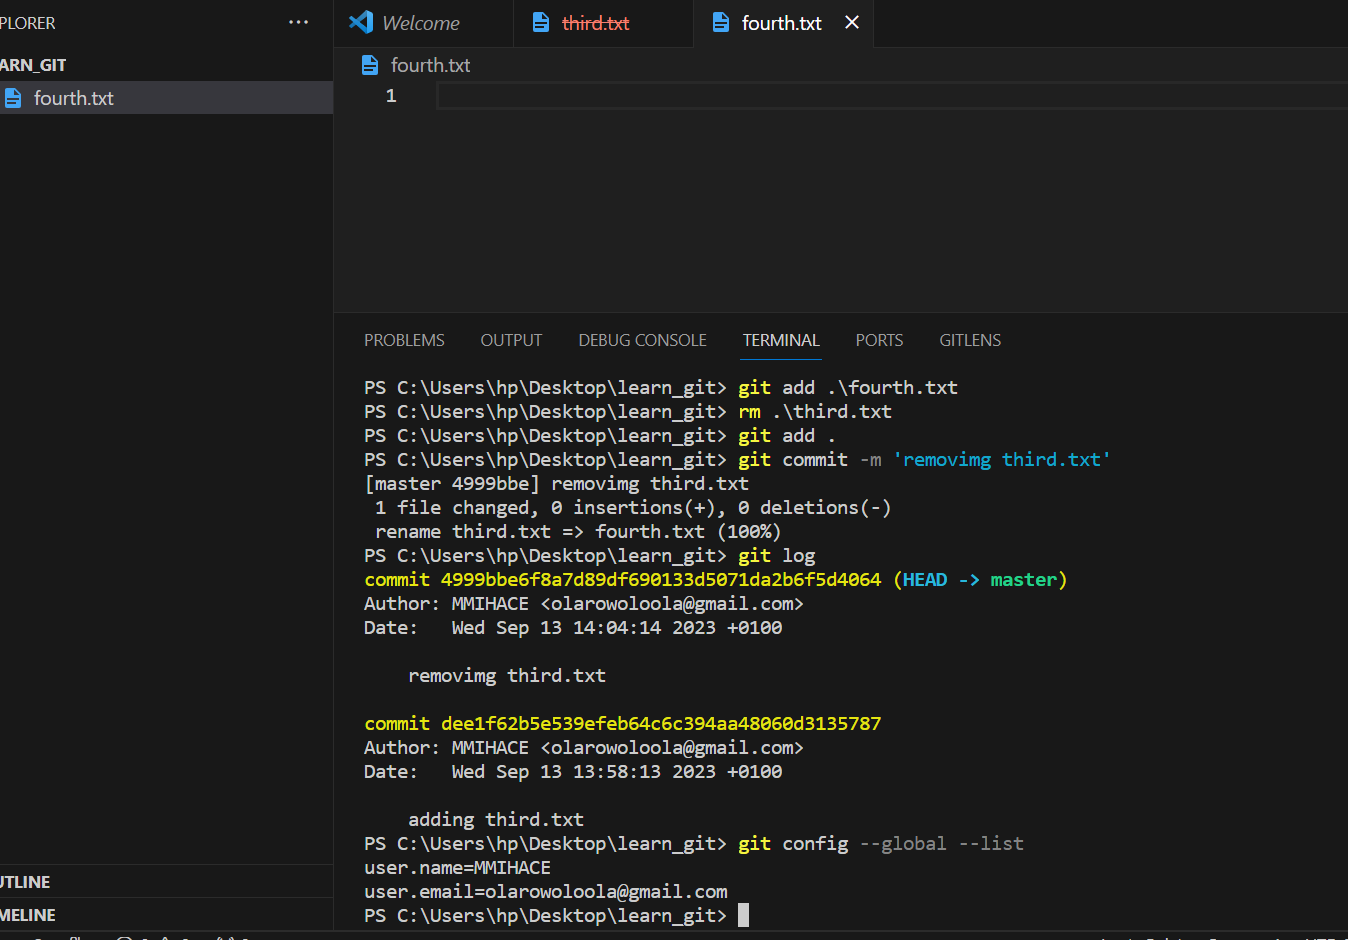 PLORER
ARN_GIT
fourth.txt
Welcome
third.txt
fourth.txt
fourth.txt
1
PROBLEMS OUTPUT DEBUG CONSOLE TERMINAL PORTS GITLENS
PS C:\Users\hp\Desktop\learn_git> git add .\fourth.txt
PS C:\Users\hp\Desktop\learn_git> rm .\third.txt
PS C:\Users\hp\Desktop\learn_git> git add .
PS C:\Users\hp\Desktop\learn_git> git commit -m 'removimg third.txt'
[master 4999bbe] removimg third.txt
1 file changed, 0 insertions(+), 0 deletions(-)
rename third.txt => fourth.txt (100%)
PS C:\Users\hp\Desktop\learn_git> git log
commit 4999bbe6f8a7d89df690133d5071da2b6f5d4064 (HEAD -> master)
Author: MMIHACE <olarowoloola@gmail.com>
Date:   Wed Sep 13 14:04:14 2023 +0100
removimg third.txt
commit dee1f62b5e539efeb64c6c394aa48060d3135787
Author: MMIHACE <olarowoloola@gmail.com>
Date:   Wed Sep 13 13:58:13 2023 +0100
adding third.txt
PS C:\Users\hp\Desktop\learn_git> git config --global --list
user.name=MMIHACE
user.email=olarowoloola@gmail.com
PS C:\Users\hp\Desktop\learn_git>
UTLINE
MELINE